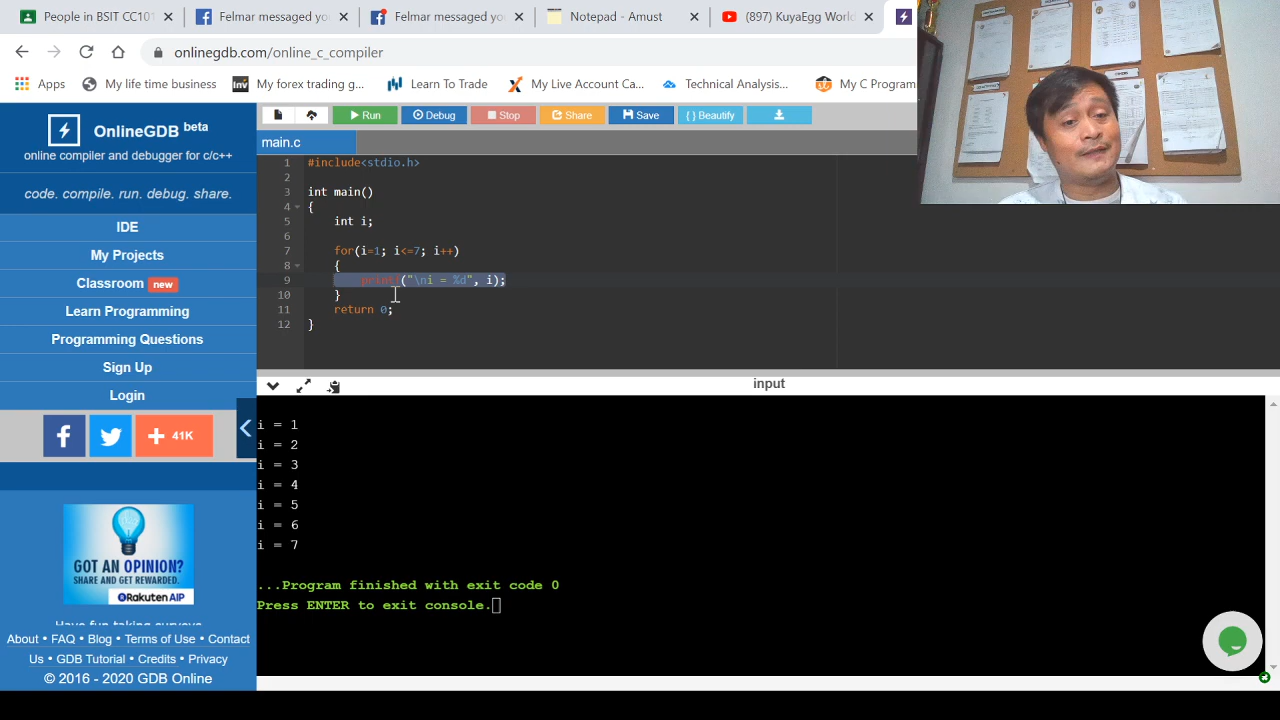 People in BSIT CC101
Felmar messaged you
Felmar messaged you
Notepad - Amust
(897) KuyaEgg World
onlinegdb.com/online_c_compiler
Apps
My life time business
My forex trading g...
Learn To Trade
My Live Account Ca...
Technical Analysis...
My C Program
OnlineGDB beta
online compiler and debugger for c/c++
code. compile. run. debug. share.
IDE
My Projects
Classroom new
Learn Programming
Programming Questions
Sign Up
Login
41K
GOT AN OPINION?
SHARE AND GET REWARDED.
Rakuten AIP
About • FAQ • Blog • Terms of Use • Contact
Us • GDB Tutorial • Credits • Privacy
© 2016 - 2020 GDB Online
Run
Debug
Stop
Share
Save
{ } Beautify
main.c
1 #include<stdio.h>
2
3 int main()
4 {
5 int i;
6
7 for(i=1; i<=7; i++)
8 {
9 printf("\ni = %d", i);
10 }
11 return 0;
12 }
input
i = 1
i = 2
i = 3
i = 4
i = 5
i = 6
i = 7
...Program finished with exit code 0
Press ENTER to exit console.